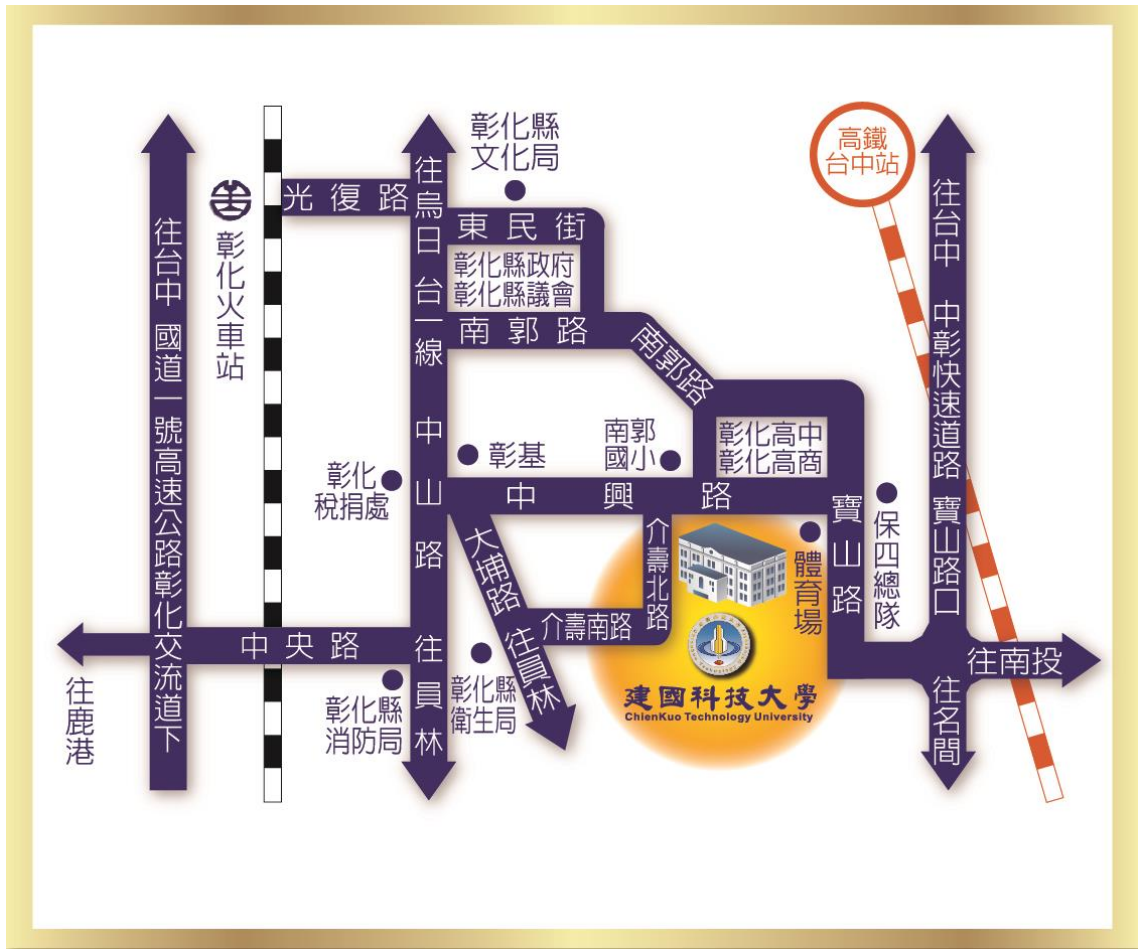 彰化縣
文化局
高鐵
台中站
光復路
彰化火車站
往台中 國道一號高速公路彰化交流道下
往烏日 台一線 中山路 往員林
東民街
彰化縣政府
彰化縣議會
南郭路
南郭路
往台中 中彰快速道路 寶山路口 往名間
彰化高中
彰化高商
南郭
國小
彰基
彰化
稅捐處
中興路
大埔路 往員林
介壽北路
介壽南路
體育場
寶山路
保四總隊
中央路
往鹿港
彰化縣
消防局
彰化縣
衛生局
往南投
建國科技大學
ChienKuo Technology University